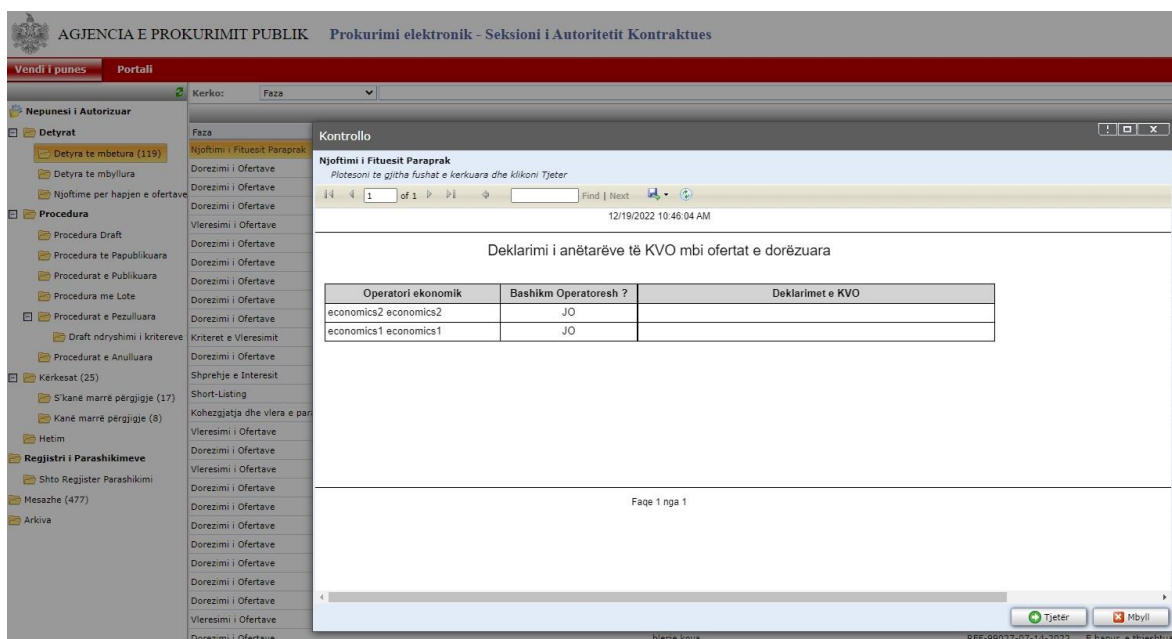 AGJENCIA E PROKURIMIT PUBLIK Prokurimi elektronik - Seksioni i Autoritetit Kontraktues
Vendi i punes Portali
Kerko: Faza
Nepunesi i Autorizuar
Detyrat
Detyra te mbetura (119)
Detyra te mbyllura
Njoftime per hapjen e ofertave
Procedura
Procedura Draft
Procedura te Papublikuara
Procedurat e Publikuara
Procedura me Lote
Procedurat e Pezulluara
Draft ndryshimi i kritereve
Procedurat e Anulluara
Kërkesat (25)
S'kanë marrë përgjigje (17)
Kanë marrë përgjigje (8)
Hetim
Regjistri i Parashikimeve
Shto Regjister Parashikimi
Mesazhe (477)
Arkiva
Faza
Njoftimi i Fituesit Paraprak
Dorezimi i Ofertave
Dorezimi i Ofertave
Dorezimi i Ofertave
Vleresimi i Ofertave
Dorezimi i Ofertave
Dorezimi i Ofertave
Dorezimi i Ofertave
Dorezimi i Ofertave
Dorezimi i Ofertave
Kriteret e Vleresimit
Dorezimi i Ofertave
Shprehje e Interesit
Short-Listing
Kohezgjatja dhe vlera e para
Vleresimi i Ofertave
Dorezimi i Ofertave
Vleresimi i Ofertave
Dorezimi i Ofertave
Dorezimi i Ofertave
Dorezimi i Ofertave
Dorezimi i Ofertave
Dorezimi i Ofertave
Dorezimi i Ofertave
Dorezimi i Ofertave
Vleresimi i Ofertave
Dorezimi i Ofertave
Kontrollo
Njoftimi i Fituesit Paraprak
Plotesoni te gjitha fushat e kerkuara dhe klikoni Tjeter
1 of 1 Find | Next
12/19/2022 10:46:04 AM
Deklarimi i anëtarëve të KVO mbi ofertat e dorëzuara
Operatori ekonomik Bashikm Operatoresh ? Deklarimet e KVO
economics2 economics2 JO
economics1 economics1 JO
Faqe 1 nga 1
Tjetër Mbyll